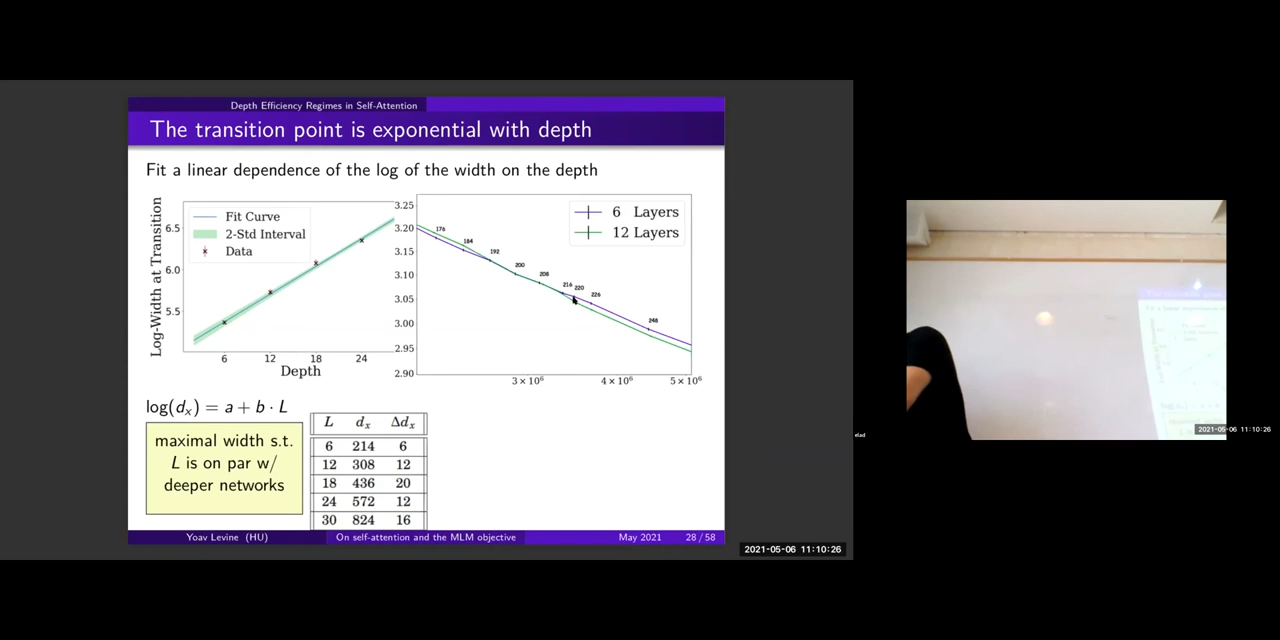 Depth Efficiency Regimes in Self-Attention
The transition point is exponential with depth
Fit a linear dependence of the log of the width on the depth
Log-Width at Transition
6.5
6.0
5.5
Fit Curve
2-Std Interval
Data
6 12 18 24
Depth
3.25
3.20
3.15
3.10
3.05
3.00
2.95
2.90
6 Layers
12 Layers
176
184
192
200
208
216
220
226
248
3 × 10⁶ 4 × 10⁶ 5 × 10⁶
log(dₓ) = a + b · L
maximal width s.t.
L is on par w/
deeper networks
L dₓ Δdₓ
6 214 6
12 308 12
18 436 20
24 572 12
30 824 16
Yoav Levine (HU) On self-attention and the MLM objective May 2021 28 / 58
2021-05-06 11:10:26
elad
2021-05-06 11:10:26